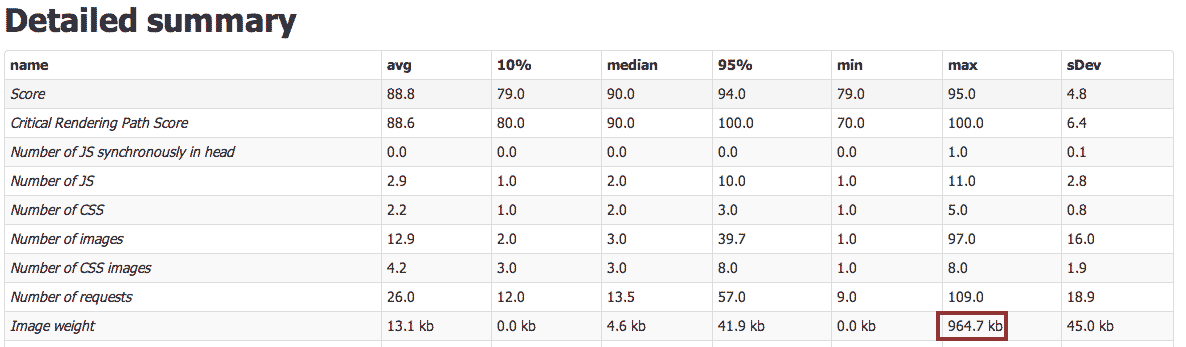 Detailed summary
name avg 10% median 95% min max sDev
Score 88.8 79.0 90.0 94.0 79.0 95.0 4.8
Critical Rendering Path Score 88.6 80.0 90.0 100.0 70.0 100.0 6.4
Number of JS synchronously in head 0.0 0.0 0.0 0.0 0.0 1.0 0.1
Number of JS 2.9 1.0 2.0 10.0 1.0 11.0 2.8
Number of CSS 2.2 1.0 2.0 3.0 1.0 5.0 0.8
Number of images 12.9 2.0 3.0 39.7 1.0 97.0 16.0
Number of CSS images 4.2 3.0 3.0 8.0 1.0 8.0 1.9
Number of requests 26.0 12.0 13.5 57.0 9.0 109.0 18.9
Image weight 13.1 kb 0.0 kb 4.6 kb 41.9 kb 0.0 kb 964.7 kb 45.0 kb